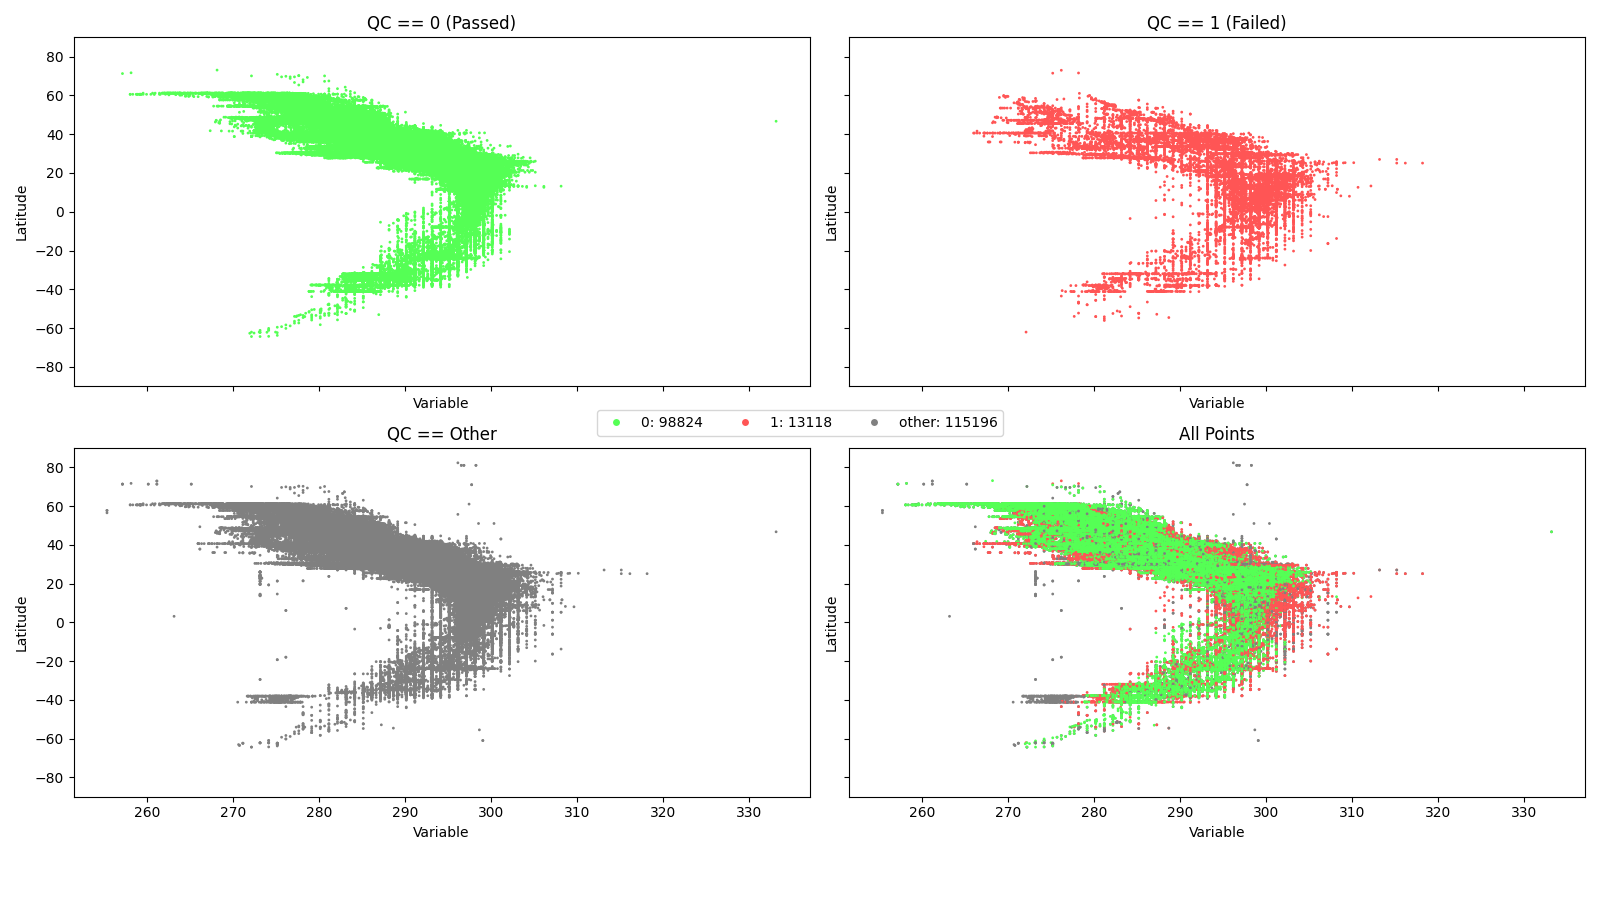 QC == 0 (Passed)
QC == 1 (Failed)
80
60
40
20
0
−20
−40
−60
−80
Latitude
Latitude
Variable
Variable
0: 98824
1: 13118
other: 115196
QC == Other
All Points
80
60
40
20
0
−20
−40
−60
−80
Latitude
Latitude
260
270
280
290
300
310
320
330
260
270
280
290
300
310
320
330
Variable
Variable